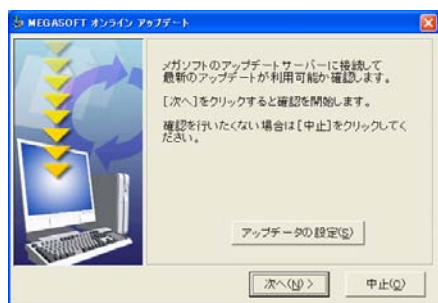 MEGASOFT オンライン アップデート
メガソフトのアップデートサーバーに接続して
最新のアップデートが利用可能か確認します。
[次へ]をクリックすると確認を開始します。
確認を行いたくない場合は[中止]をクリックしてく
ださい。
アップデータの設定(S)
次へ(N) >
中止(Q)